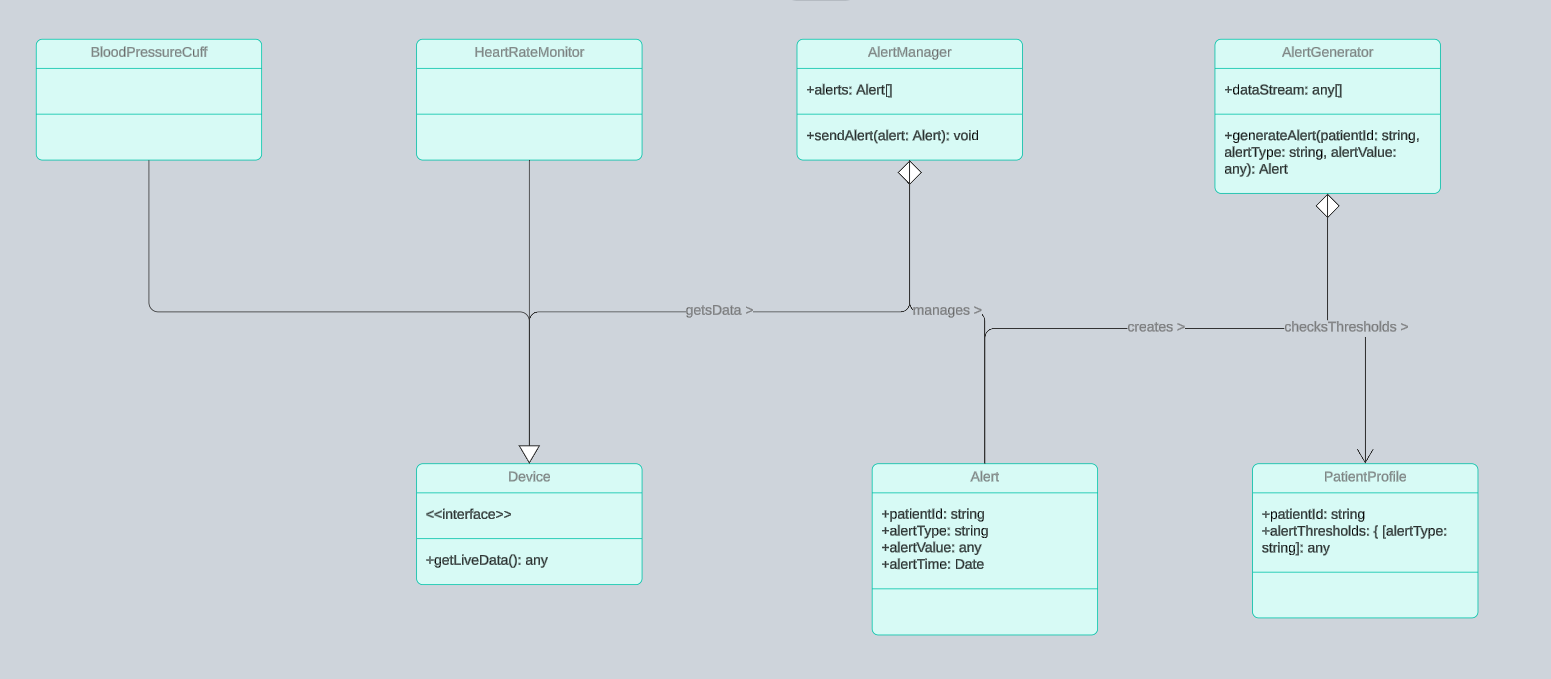 BloodPressureCuff
HeartRateMonitor
AlertManager
+alerts: Alert[]
+sendAlert(alert: Alert): void
AlertGenerator
+dataStream: any[]
+generateAlert(patientId: string,
alertType: string, alertValue:
any): Alert
getsData >
manages >
creates >
checksThresholds >
Device
<<interface>>
+getLiveData(): any
Alert
+patientId: string
+alertType: string
+alertValue: any
+alertTime: Date
PatientProfile
+patientId: string
+alertThresholds: { [alertType:
string]: any